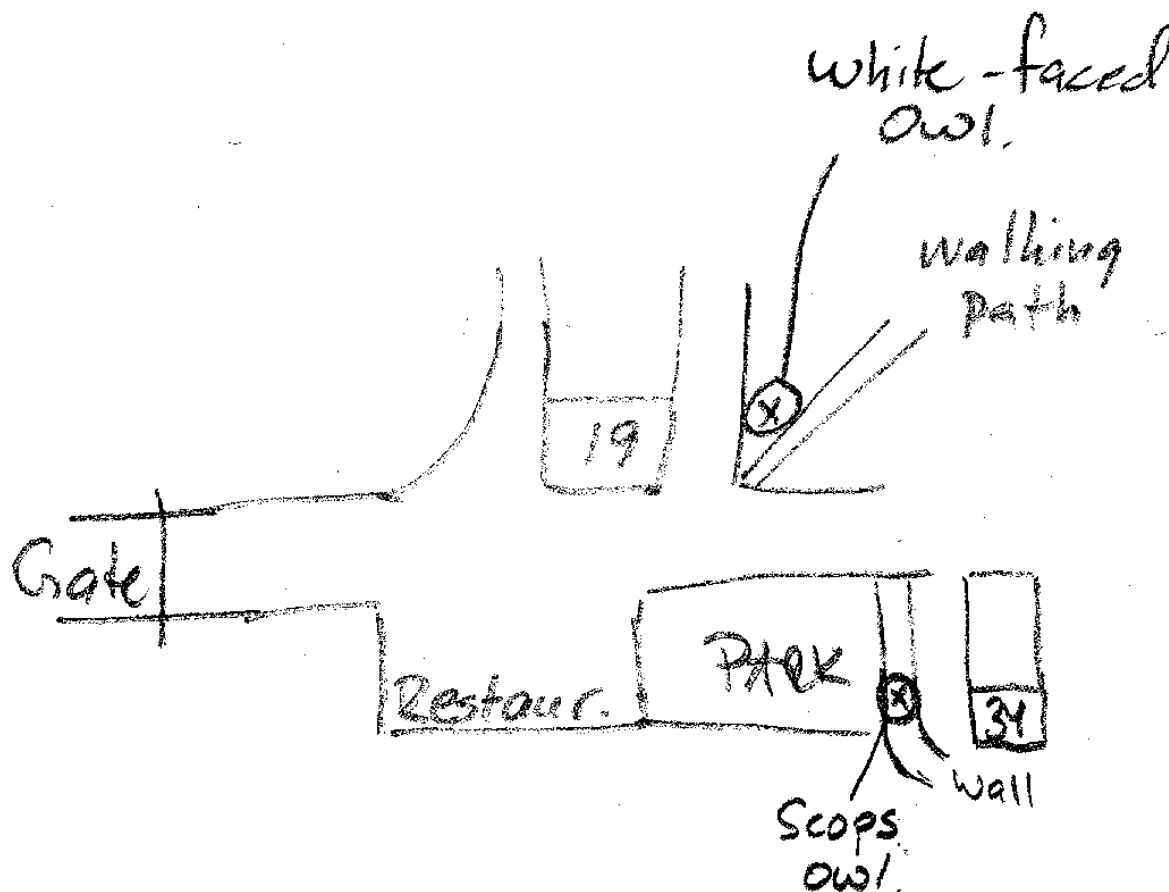 White-faced
Owl.
Walking
Path
19
Gate
Restaur.
PARK
34
Wall
Scops
Owl.